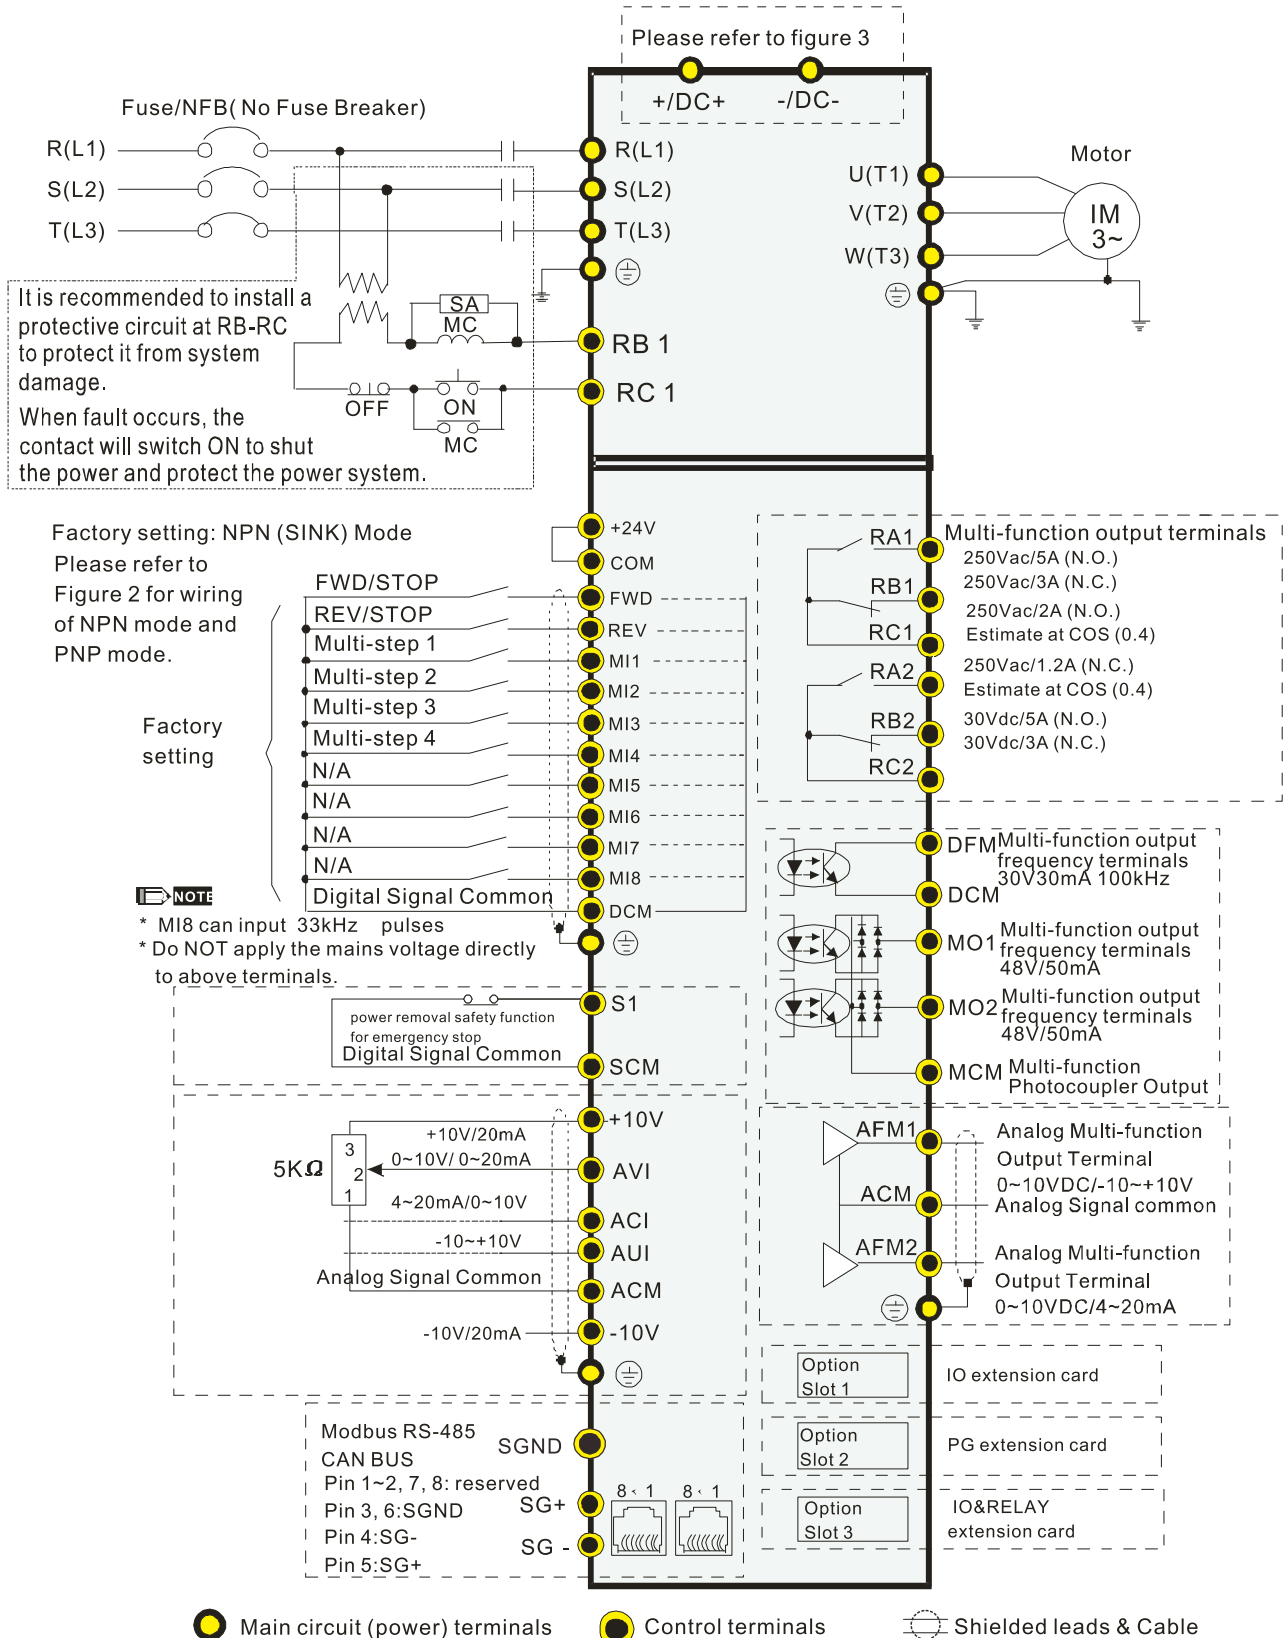 Please refer to figure 3
+/DC+
-/DC-
Fuse/NFB( No Fuse Breaker)
R(L1)
S(L2)
T(L3)
R(L1)
S(L2)
T(L3)
U(T1)
V(T2)
W(T3)
Motor
IM
3~
It is recommended to install a
protective circuit at RB-RC
to protect it from system
damage.
When fault occurs, the
contact will switch ON to shut
the power and protect the power system.
SA
MC
OFF
ON
MC
RB 1
RC 1
Factory setting: NPN (SINK) Mode
Please refer to
Figure 2 for wiring
of NPN mode and
PNP mode.
Factory
setting
FWD/STOP
REV/STOP
Multi-step 1
Multi-step 2
Multi-step 3
Multi-step 4
N/A
N/A
N/A
N/A
Digital Signal Common
+24V
COM
FWD
REV
MI1
MI2
MI3
MI4
MI5
MI6
MI7
MI8
DCM
NOTE
* MI8 can input 33kHz pulses
* Do NOT apply the mains voltage directly
to above terminals.
RA1
RB1
RC1
RA2
RB2
RC2
Multi-function output terminals
250Vac/5A (N.O.)
250Vac/3A (N.C.)
250Vac/2A (N.O.)
Estimate at COS (0.4)
250Vac/1.2A (N.C.)
Estimate at COS (0.4)
30Vdc/5A (N.O.)
30Vdc/3A (N.C.)
DFM
Multi-function output
frequency terminals
30V30mA 100kHz
DCM
MO1
Multi-function output
frequency terminals
48V/50mA
MO2
Multi-function output
frequency terminals
48V/50mA
MCM
Multi-function
Photocoupler Output
power removal safety function
for emergency stop
Digital Signal Common
S1
SCM
5KΩ
3
2
1
+10V/20mA
0~10V/ 0~20mA
4~20mA/0~10V
-10~+10V
Analog Signal Common
-10V/20mA
+10V
AVI
ACI
AUI
ACM
-10V
AFM1
ACM
AFM2
Analog Multi-function
Output Terminal
0~10VDC/-10~+10V
Analog Signal common
Analog Multi-function
Output Terminal
0~10VDC/4~20mA
Modbus RS-485
CAN BUS
Pin 1~2, 7, 8: reserved
Pin 3, 6:SGND
Pin 4:SG-
Pin 5:SG+
SGND
SG+
SG -
8 ‹ 1
8 ‹ 1
Option
Slot 1
IO extension card
Option
Slot 2
PG extension card
Option
Slot 3
IO&RELAY
extension card
Main circuit (power) terminals
Control terminals
Shielded leads & Cable